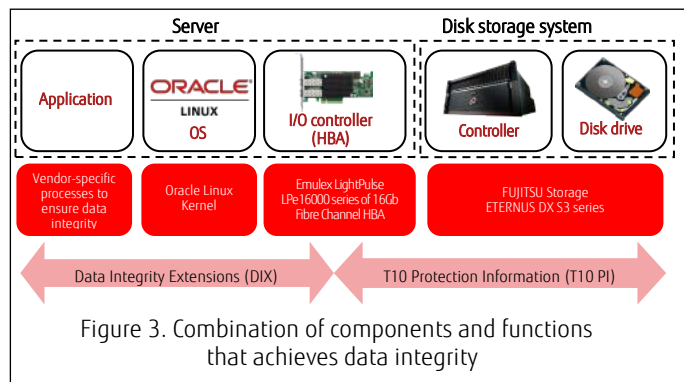 Server
Disk storage system
Application
ORACLE
LINUX
OS
I/O controller
(HBA)
Controller
Disk drive
Vendor-specific
processes to
ensure data
integrity
Oracle Linux
Kernel
Emulex LightPulse
LPe16000 series of 16Gb
Fibre Channel HBA
FUJITSU Storage
ETERNUS DX S3 series
Data Integrity Extensions (DIX)
T10 Protection Information (T10 PI)
Figure 3. Combination of components and functions
that achieves data integrity